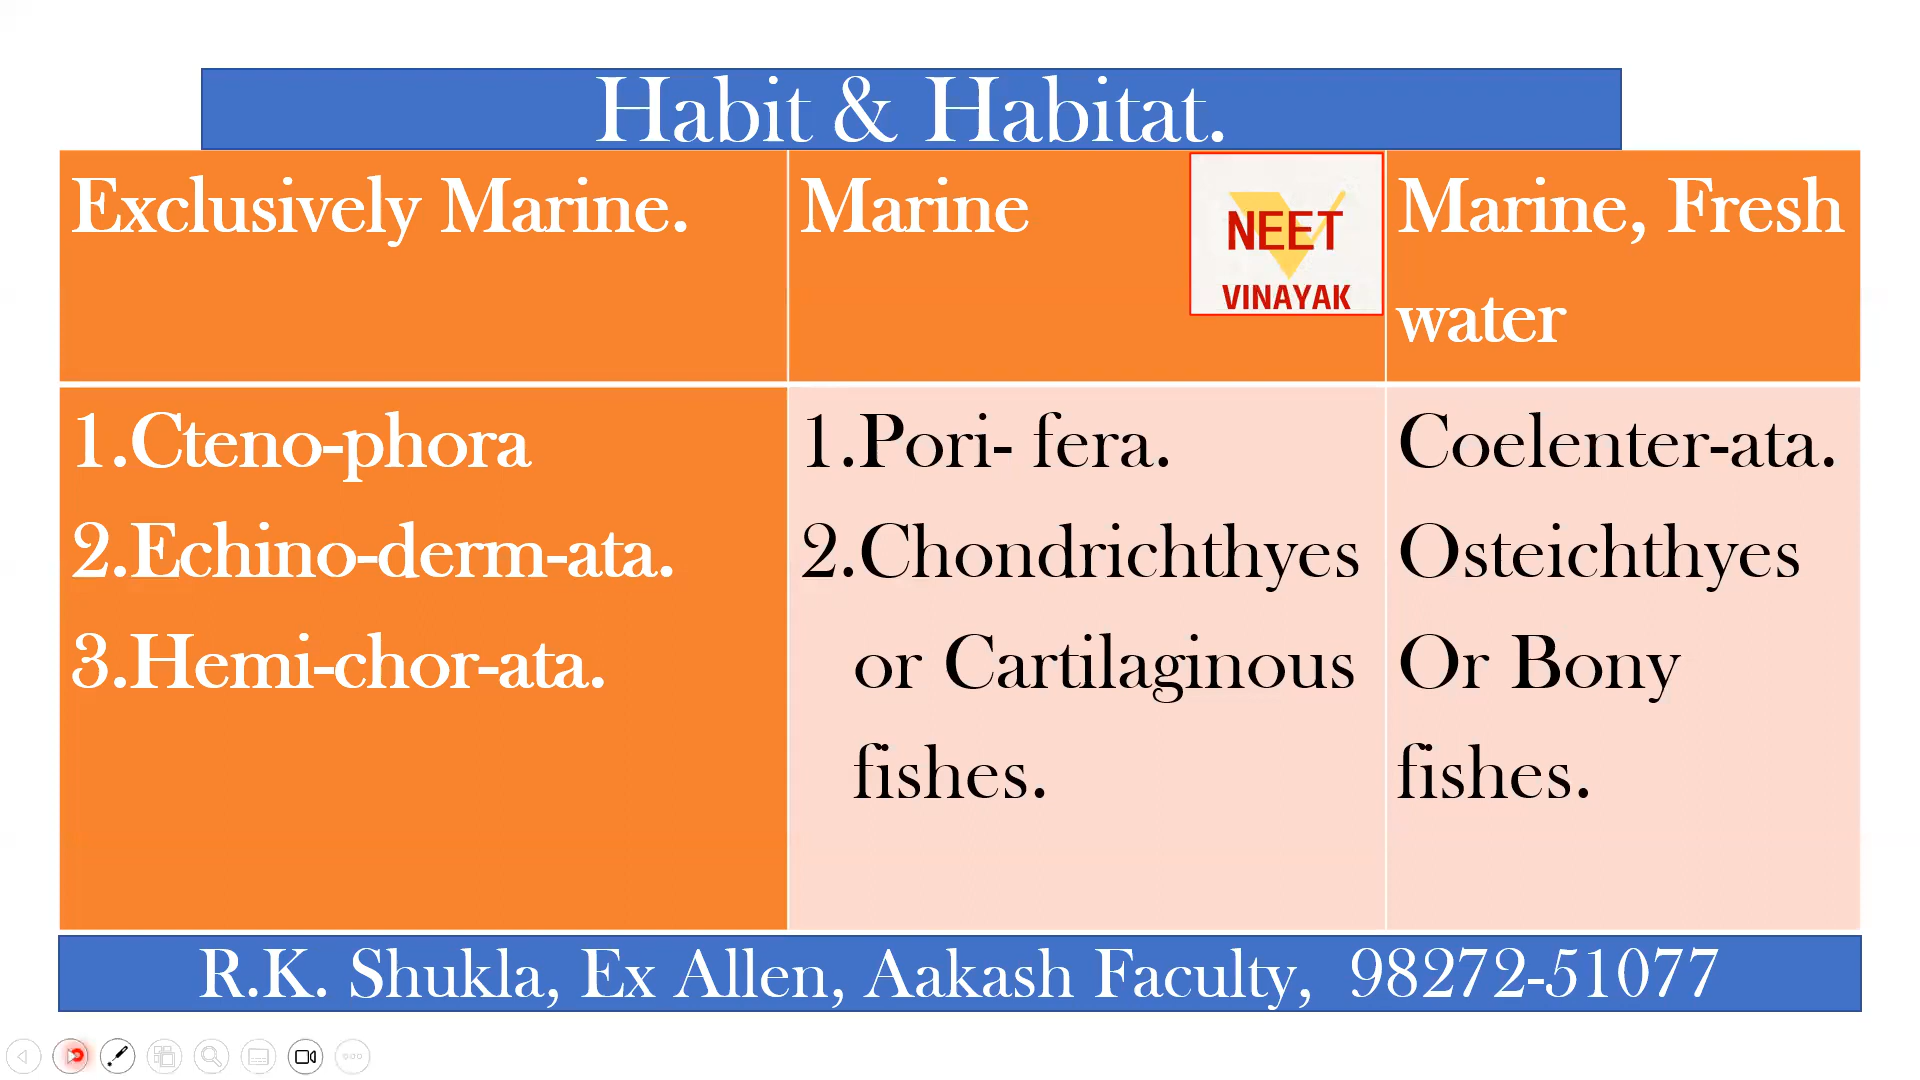 Habit & Habitat.
Exclusively Marine.
Marine
NEET
VINAYAK
Marine, Fresh
water
1.Cteno-phora
2.Echino-derm-ata.
3.Hemi-chor-ata.
1.Pori- fera.
2.Chondrichthyes
or Cartilaginous
fishes.
Coelenter-ata.
Osteichthyes
Or Bony
fishes.
R.K. Shukla, Ex Allen, Aakash Faculty, 98272-51077